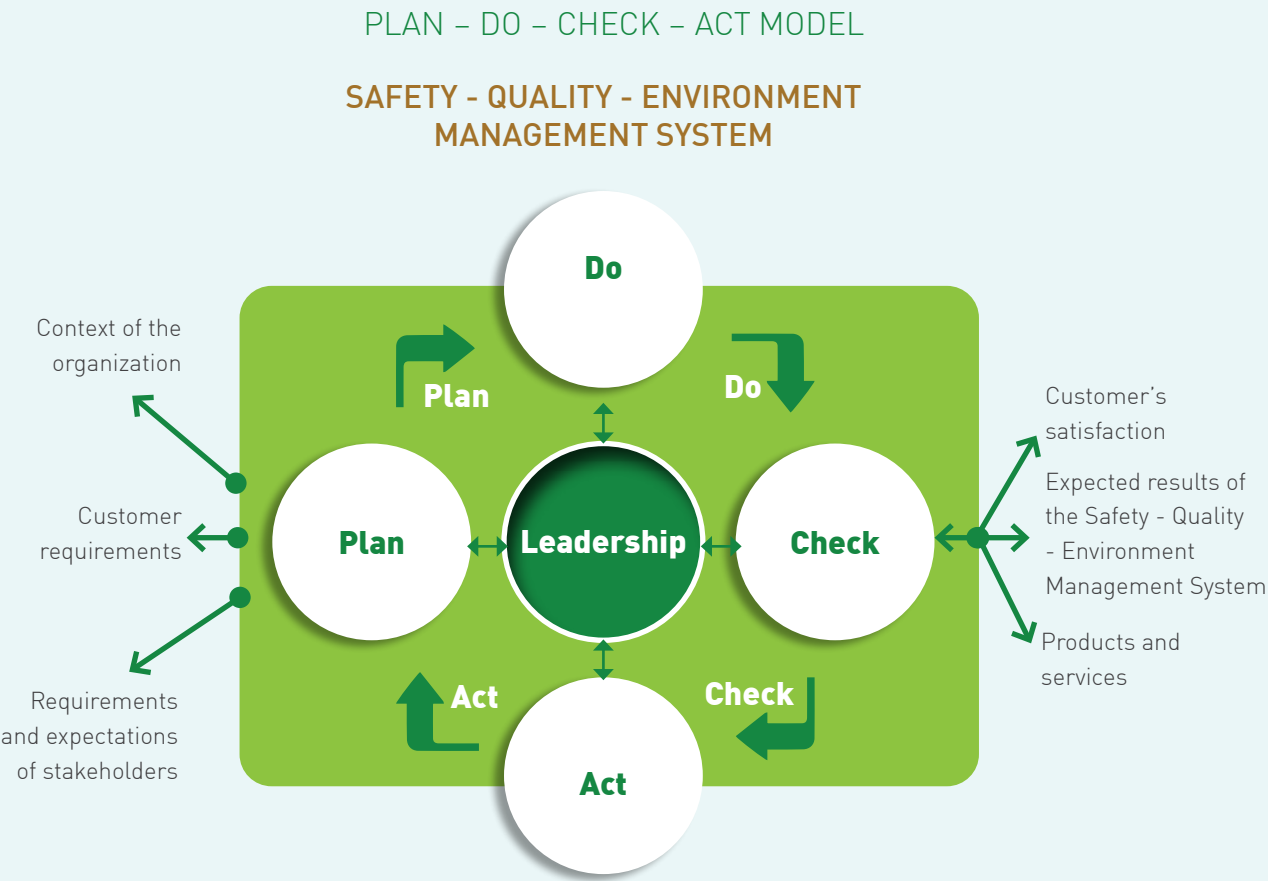 PLAN – DO – CHECK – ACT MODEL
SAFETY - QUALITY - ENVIRONMENT
MANAGEMENT SYSTEM
Do
Context of the
organization
Plan
Do
Customer's
satisfaction
Customer
requirements
Plan
Leadership
Check
Expected results of
the Safety - Quality
- Environment
Management System
Products and
services
Requirements
and expectations
of stakeholders
Act
Check
Act